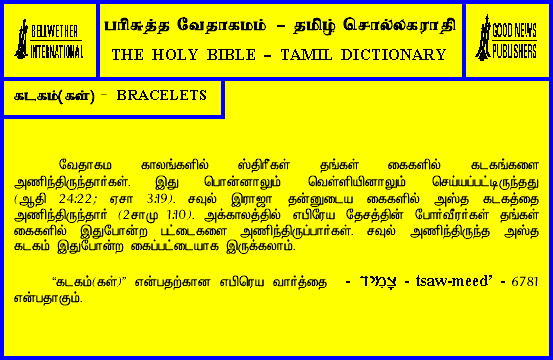 BELLWETHER
INTERNATIONAL
பரிசுத்த வேதாகமம் – தமிழ் சொல்லகராதி
THE HOLY BIBLE – TAMIL DICTIONARY
GOOD NEWS
PUBLISHERS
கடகம்(கள்) – BRACELETS
வேதாகம காலங்களில் ஸ்திரீகள் தங்கள் கைகளில் கடகங்களை
அணிந்திருந்தார்கள். இது பொன்னாலும் வெள்ளியினாலும் செய்யப்பட்டிருந்தது
(ஆதி 24:22; ஏசா 3:19). சவுல் இராஜா தன்னுடைய கைகளில் அஸ்த கடகத்தை
அணிந்திருந்தார் (2சாமு 1:10). அக்காலத்தில் எபிரேய தேசத்தின் போர்வீரர்கள் தங்கள்
கைகளில் இதுபோன்ற பட்டைகளை அணிந்திருப்பார்கள். சவுல் அணிந்திருந்த அஸ்த
கடகம் இதுபோன்ற கைப்பட்டையாக இருக்கலாம்.
“கடகம்(கள்)” என்பதற்கான எபிரெய வார்த்தை - צָמִיד - tsaw-meed’ - 6781
என்பதாகும்.